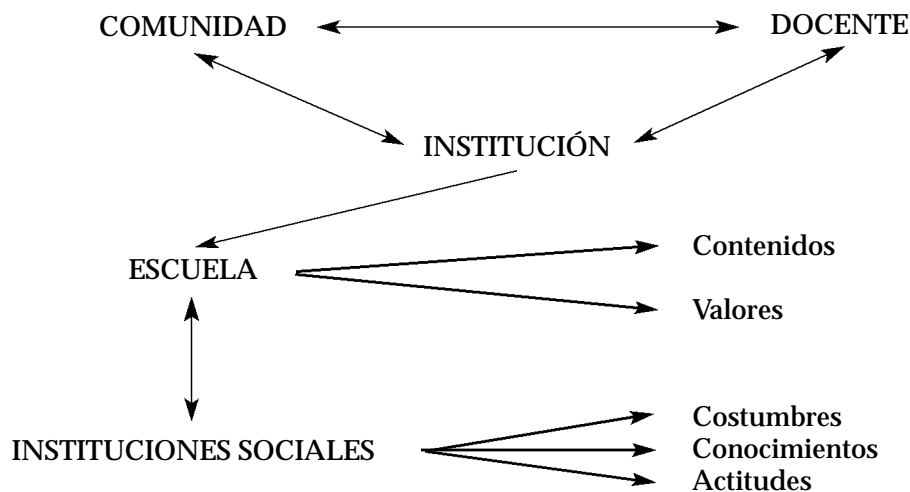 COMUNIDAD DOCENTE
INSTITUCIÓN
Contenidos
ESCUELA
Valores
Costumbres
INSTITUCIONES SOCIALES Conocimientos
Actitudes